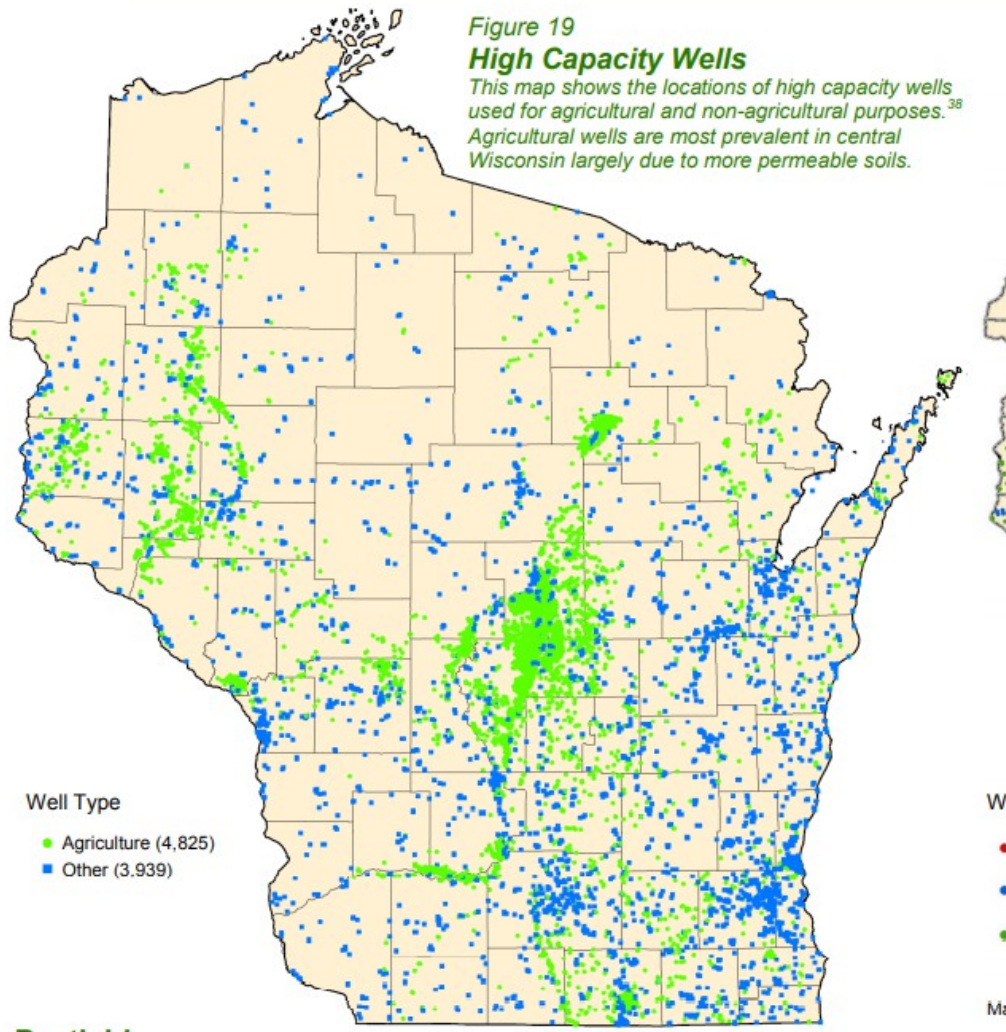 Figure 19
High Capacity Wells
This map shows the locations of high capacity wells
used for agricultural and non-agricultural purposes.38
Agricultural wells are most prevalent in central
Wisconsin largely due to more permeable soils.
Well Type
Agriculture (4,825)
Other (3.939)
W